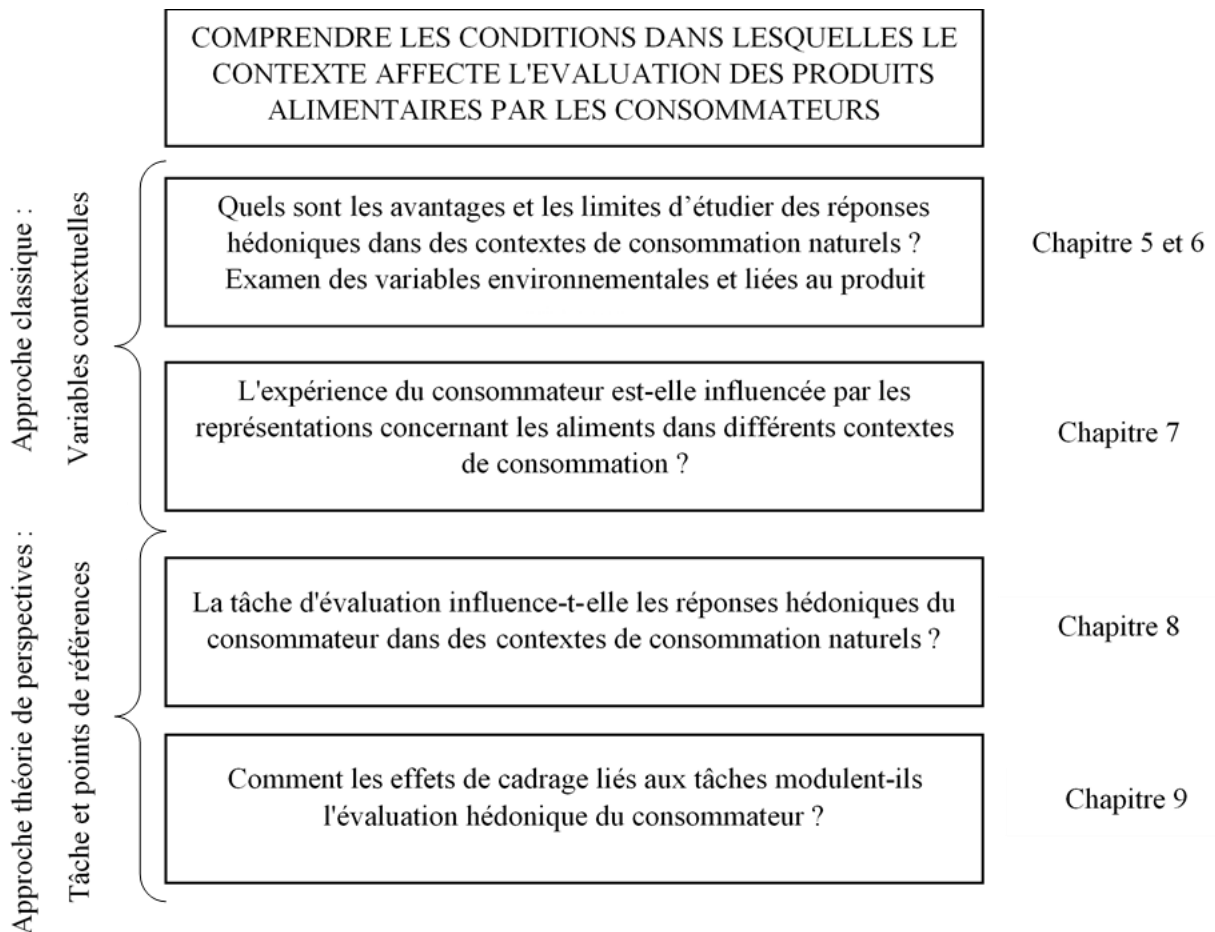 COMPRENDRE LES CONDITIONS DANS LESQUELLES LE
CONTEXTE AFFECTE L'EVALUATION DES PRODUITS
ALIMENTAIRES PAR LES CONSOMMATEURS
Approche classique :
Variables contextuelles
Quels sont les avantages et les limites d’étudier des réponses
hédoniques dans des contextes de consommation naturels ?
Examen des variables environnementales et liées au produit
Chapitre 5 et 6
L'expérience du consommateur est-elle influencée par les
représentations concernant les aliments dans différents contextes
de consommation ?
Chapitre 7
Approche théorie de perspectives :
Tâche et points de références
La tâche d'évaluation influence-t-elle les réponses hédoniques du
consommateur dans des contextes de consommation naturels ?
Chapitre 8
Comment les effets de cadrage liés aux tâches modulent-ils
l'évaluation hédonique du consommateur ?
Chapitre 9